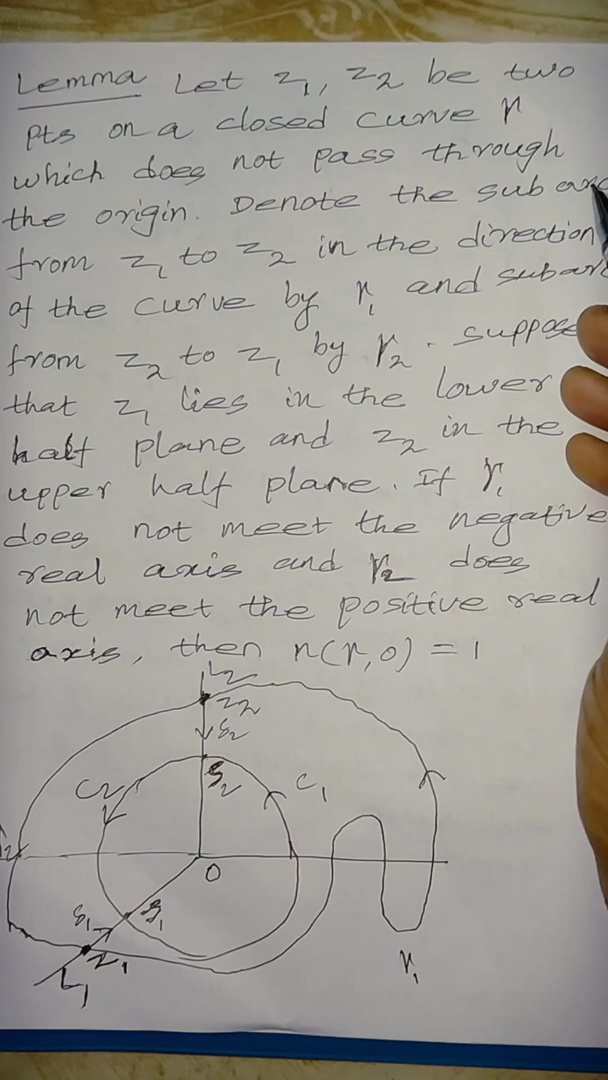 Lemma Let z1, z2 be two
pts on a closed curve γ
which does not pass through
the origin. Denote the sub arc
from z1 to z2 in the direction
of the curve by γ1 and subarc
from z2 to z1 by γ2. suppose
that z1 lies in the lower
half plane and z2 in the
upper half plane. If γ1
does not meet the negative
real axis and γ2 does
not meet the positive real
axis, then n(γ,0) = 1
L2
z2
δ2
ζ2
C2
C1
γ2
O
δ1
ζ1
z1
L1
γ1